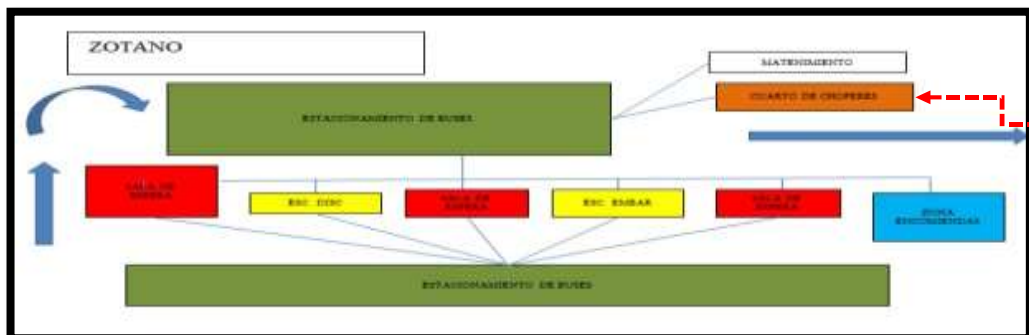 ZOTANO
MATENIMIENTO
CUARTO DE CHOFERES
ESTACIONAMIENTO DE BUSES
SALA DE
ESPERA
ESC. DISC
SALA DE
ESPERA
ESC. EMBAR
SALA DE
ESPERA
ZONA
ENCOMIENDAS
ESTACIONAMIENTO DE BUSES